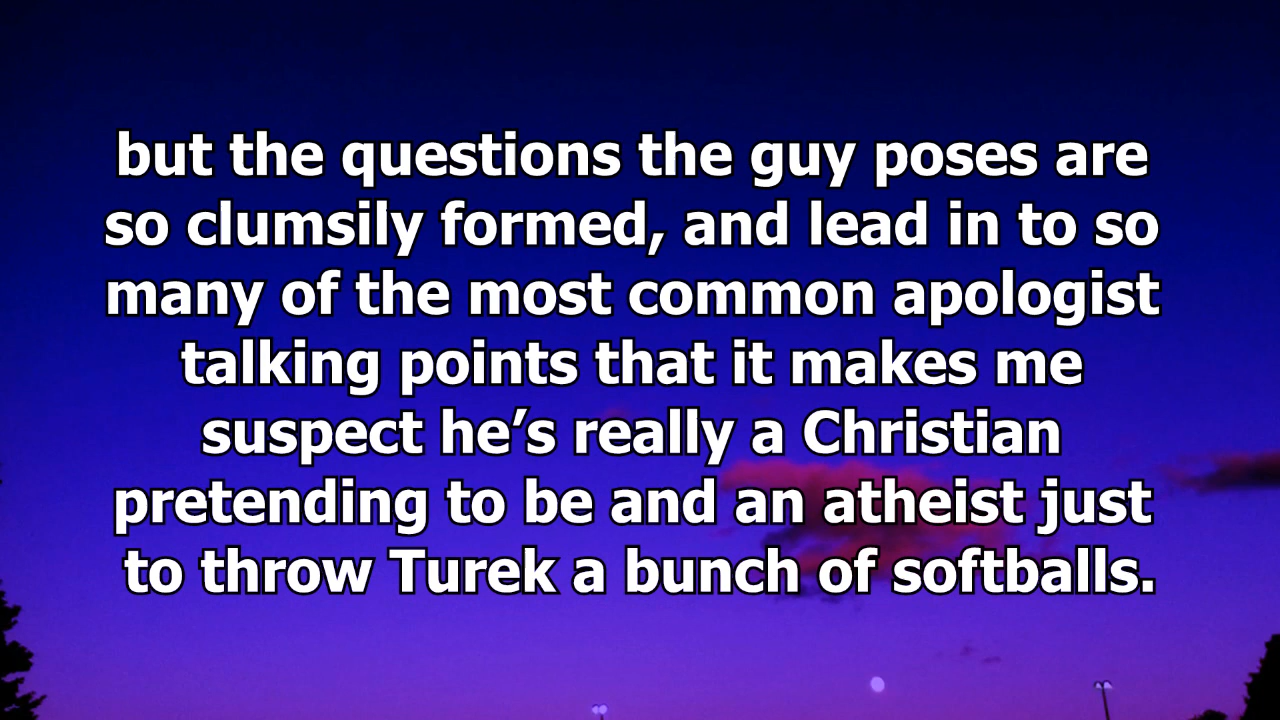 but the questions the guy poses are
so clumsily formed, and lead in to so
many of the most common apologist
talking points that it makes me
suspect he’s really a Christian
pretending to be and an atheist just
to throw Turek a bunch of softballs.